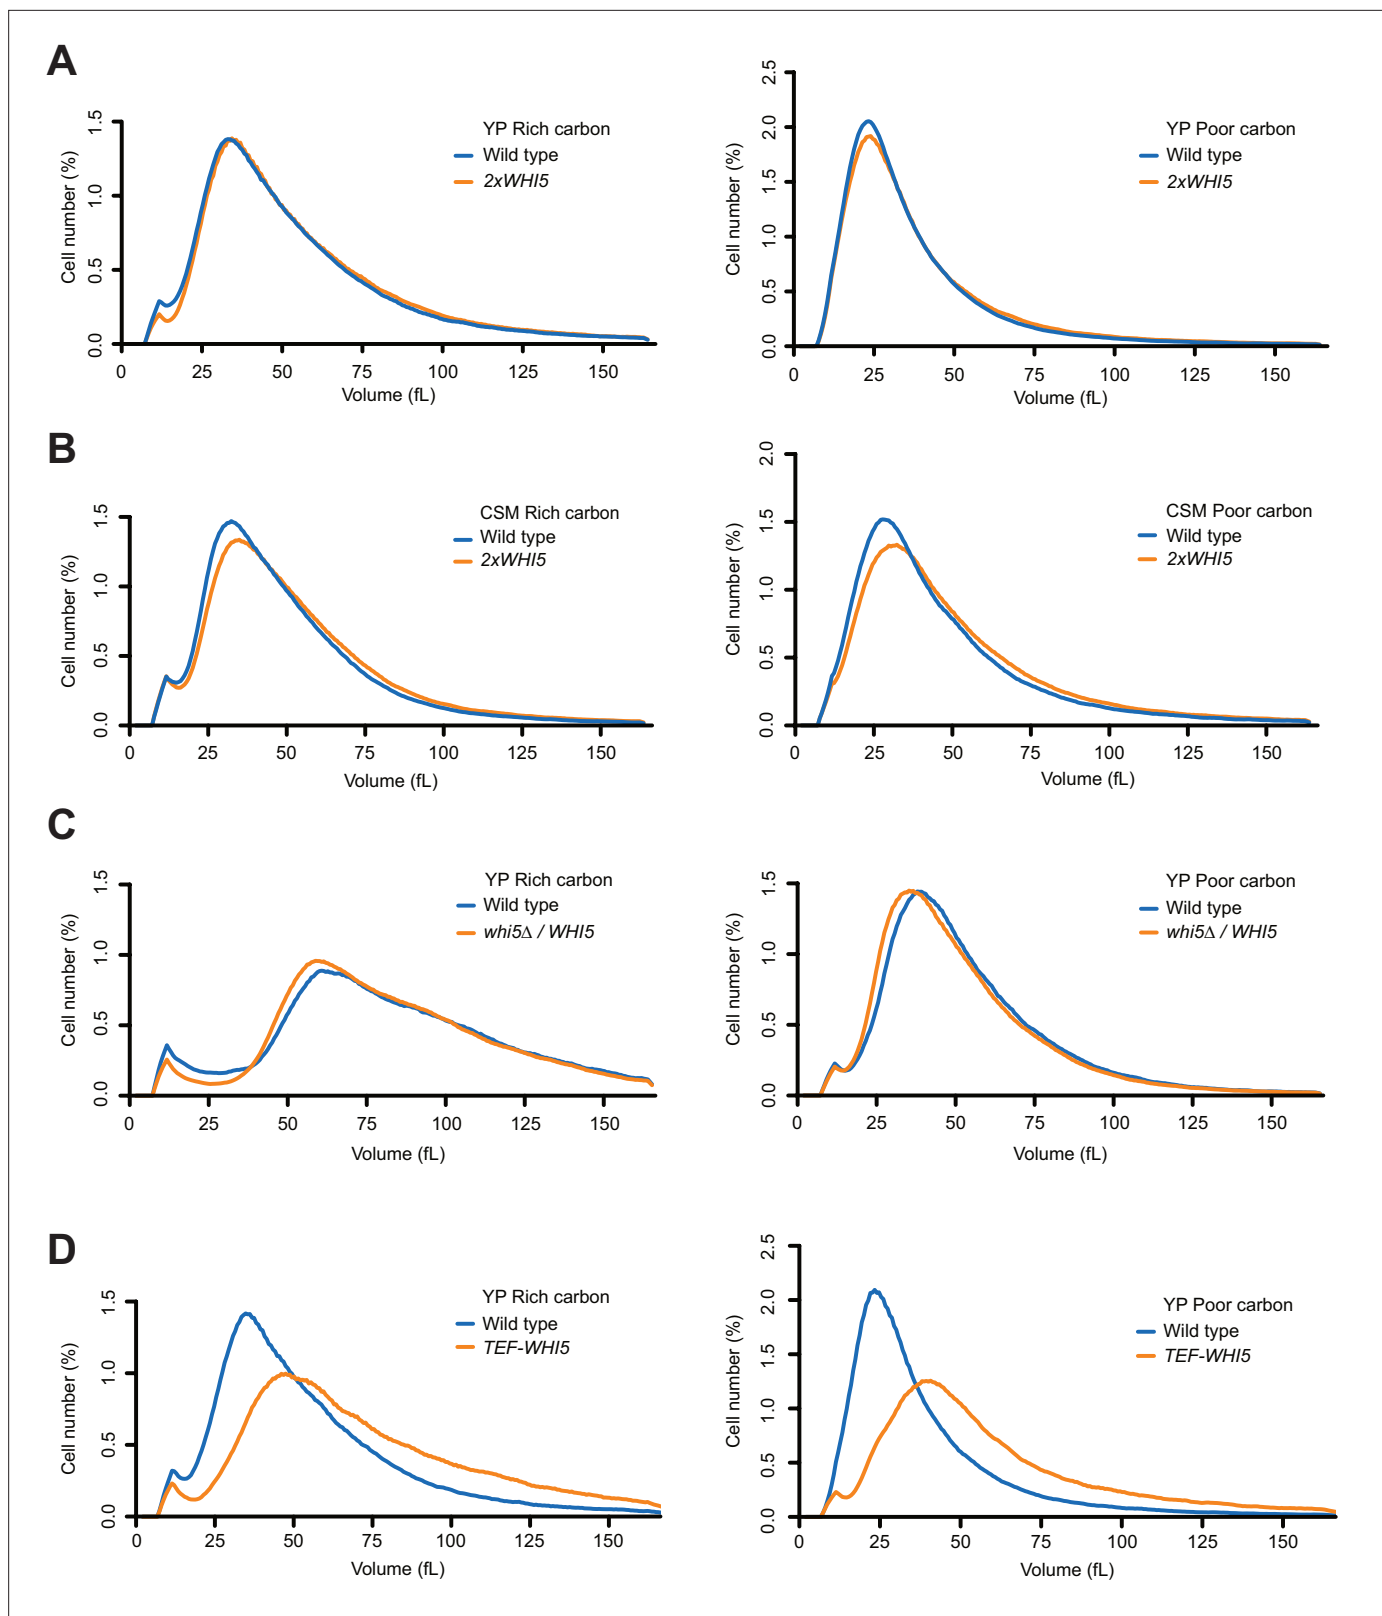 A
YP Rich carbon
Wild type
2xWHI5
Cell number (%)
0.0 0.5 1.0 1.5
0 25 50 75 100 125 150
Volume (fL)
YP Poor carbon
Wild type
2xWHI5
Cell number (%)
0.0 0.5 1.0 1.5 2.0 2.5
0 25 50 75 100 125 150
Volume (fL)
B
CSM Rich carbon
Wild type
2xWHI5
Cell number (%)
0.0 0.5 1.0 1.5
0 25 50 75 100 125 150
Volume (fL)
CSM Poor carbon
Wild type
2xWHI5
Cell number (%)
0.0 0.5 1.0 1.5 2.0
0 25 50 75 100 125 150
Volume (fL)
C
YP Rich carbon
Wild type
whi5Δ / WHI5
Cell number (%)
0.0 0.5 1.0 1.5
0 25 50 75 100 125 150
Volume (fL)
YP Poor carbon
Wild type
whi5Δ / WHI5
Cell number (%)
0.0 0.5 1.0 1.5
0 25 50 75 100 125 150
Volume (fL)
D
YP Rich carbon
Wild type
TEF-WHI5
Cell number (%)
0.0 0.5 1.0 1.5
0 25 50 75 100 125 150
Volume (fL)
YP Poor carbon
Wild type
TEF-WHI5
Cell number (%)
0.0 0.5 1.0 1.5 2.0 2.5
0 25 50 75 100 125 150
Volume (fL)